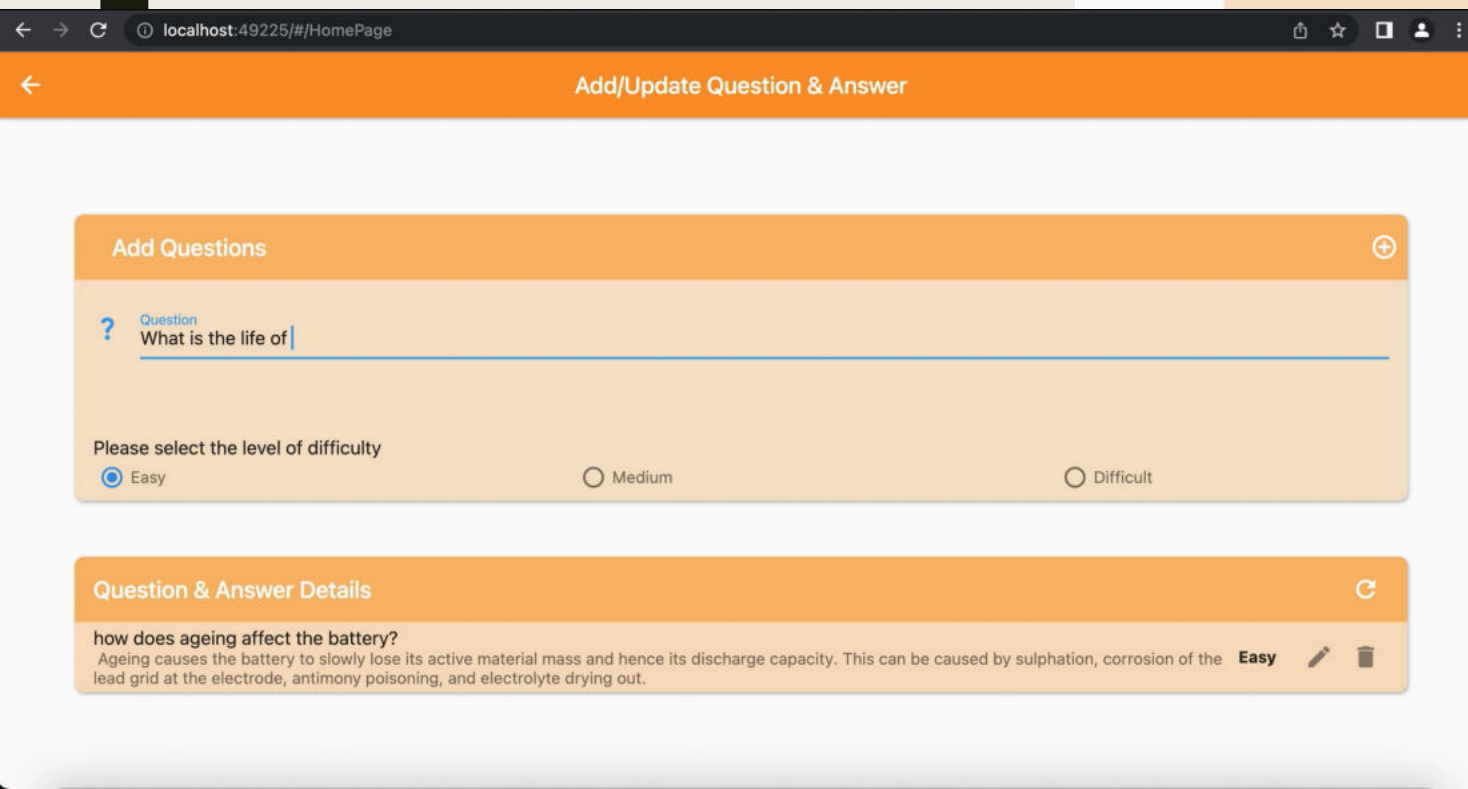 localhost:49225/#/HomePage
Add/Update Question & Answer
Add Questions
?
Question
What is the life of
Please select the level of difficulty
Easy Medium Difficult
Question & Answer Details
how does ageing affect the battery?
Ageing causes the battery to slowly lose its active material mass and hence its discharge capacity. This can be caused by sulphation, corrosion of the Easy
lead grid at the electrode, antimony poisoning, and electrolyte drying out.